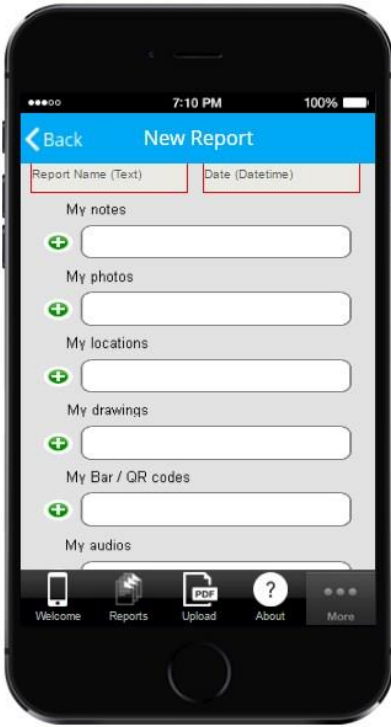 7:10 PM 100%
Back New Report
Report Name (Text) Date (Datetime)
My notes
My photos
My locations
My drawings
My Bar / QR codes
My audios
PDF ?
Welcome Reports Upload About More